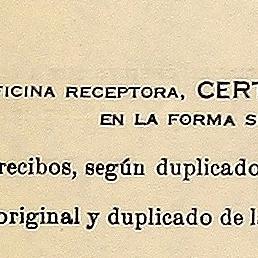 FICINA RECEPTORA, CERT
EN LA FORMA S
recibos, según duplicado
original y duplicado de la